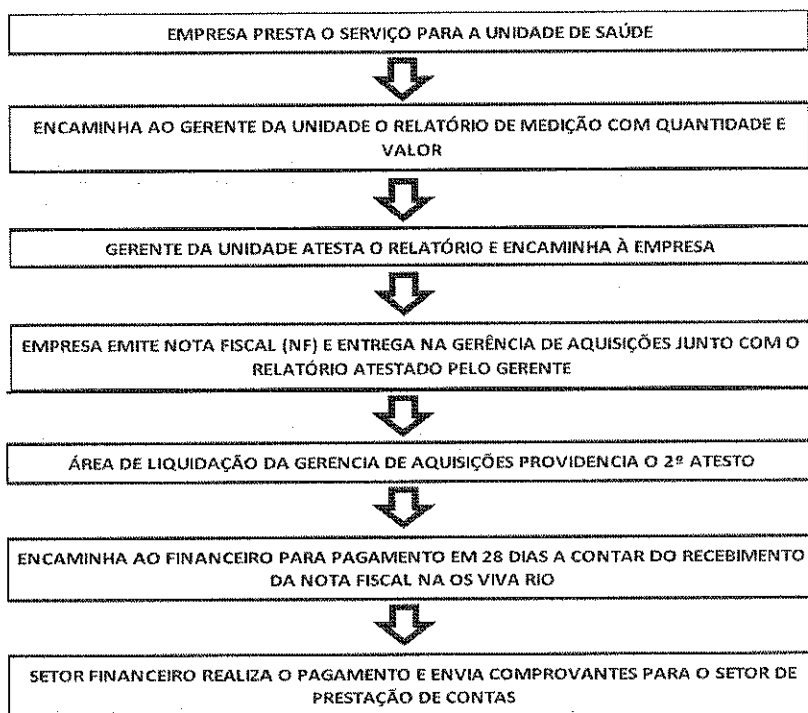 EMPRESA PRESTA O SERVIÇO PARA A UNIDADE DE SAÚDE
ENCAMINHA AO GERENTE DA UNIDADE O RELATÓRIO DE MEDIÇÃO COM QUANTIDADE E
VALOR
GERENTE DA UNIDADE ATESTA O RELATÓRIO E ENCAMINHA À EMPRESA
EMPRESA EMITE NOTA FISCAL (NF) E ENTREGA NA GERÊNCIA DE AQUISIÇÕES JUNTO COM O
RELATÓRIO ATESTADO PELO GERENTE
ÁREA DE LIQUIDAÇÃO DA GERENCIA DE AQUISIÇÕES PROVIDENCIA O 2º ATESTO
ENCAMINHA AO FINANCEIRO PARA PAGAMENTO EM 28 DIAS A CONTAR DO RECEBIMENTO
DA NOTA FISCAL NA OS VIVA RIO
SETOR FINANCEIRO REALIZA O PAGAMENTO E ENVIA COMPROVANTES PARA O SETOR DE
PRESTAÇÃO DE CONTAS